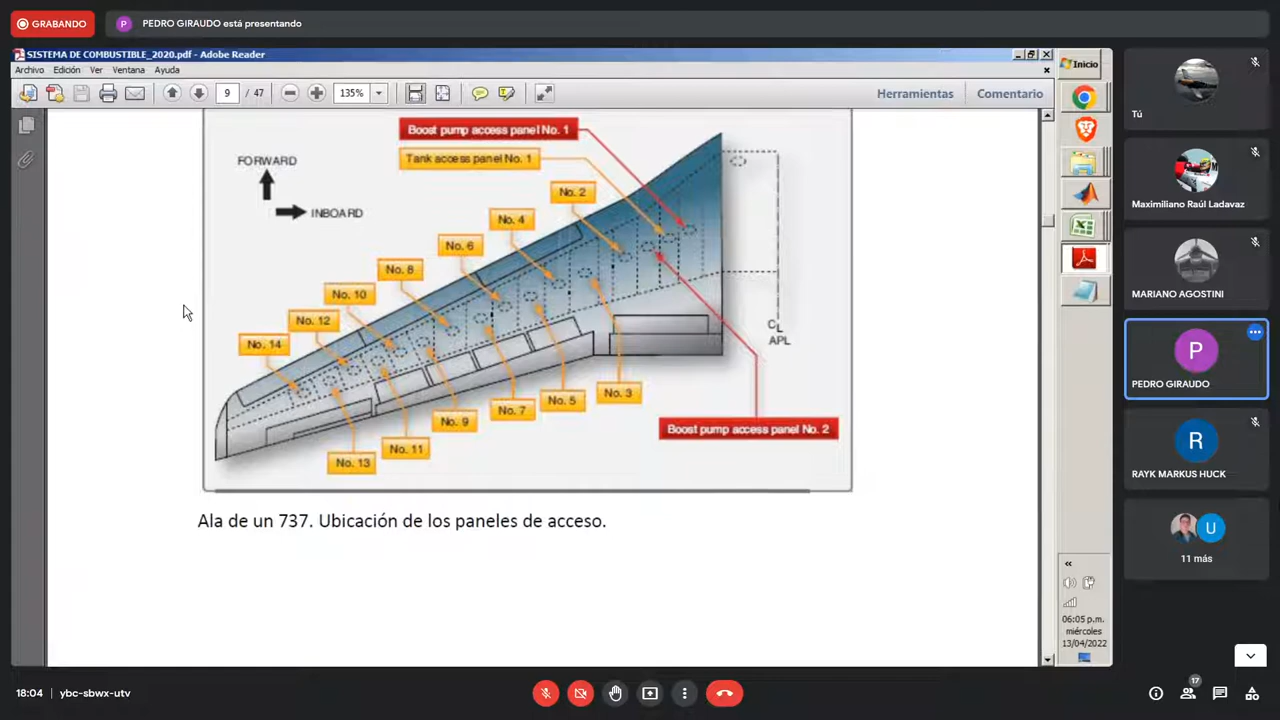 GRABANDO
P
PEDRO GIRAUDO está presentando
SISTEMA DE COMBUSTIBLE_2020.pdf - Adobe Reader
Archivo Edición Ver Ventana Ayuda
9 / 47
135%
Herramientas
Comentario
Boost pump access panel No. 1
Tank access panel No. 1
FORWARD
INBOARD
No. 2
No. 4
No. 6
No. 8
No. 10
No. 12
No. 14
CL
APL
No. 3
No. 5
No. 7
No. 9
No. 11
No. 13
Boost pump access panel No. 2
Ala de un 737. Ubicación de los paneles de acceso.
Inicio
«
06:05 p.m.
miércoles
13/04/2022
Tú
Maximiliano Raúl Ladavaz
MARIANO AGOSTINI
P
PEDRO GIRAUDO
R
RAYK MARKUS HUCK
U
11 más
18:04
ybc-sbwx-utv
17